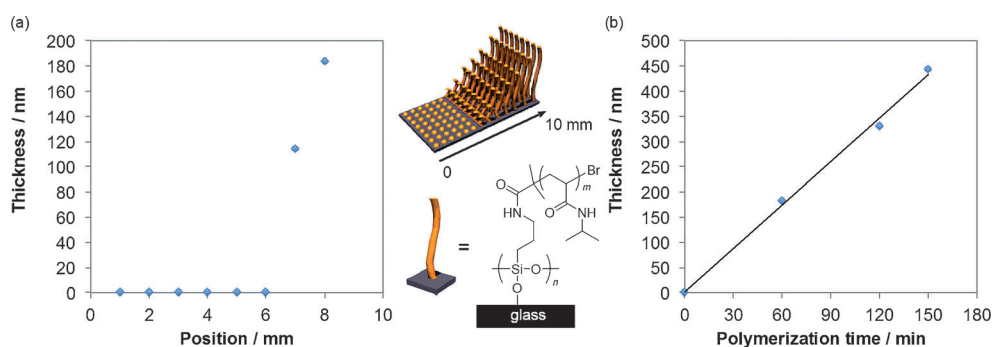 (a)
200
180
160
140
120
100
80
60
40
20
0
Thickness / nm
0 2 4 6 8 10
Position / mm
0
10 mm
=
O
HN
Br
m
O
NH
Si
O
O
n
glass
(b)
500
450
400
350
300
250
200
150
100
50
0
Thickness / nm
0 30 60 90 120 150 180
Polymerization time / min